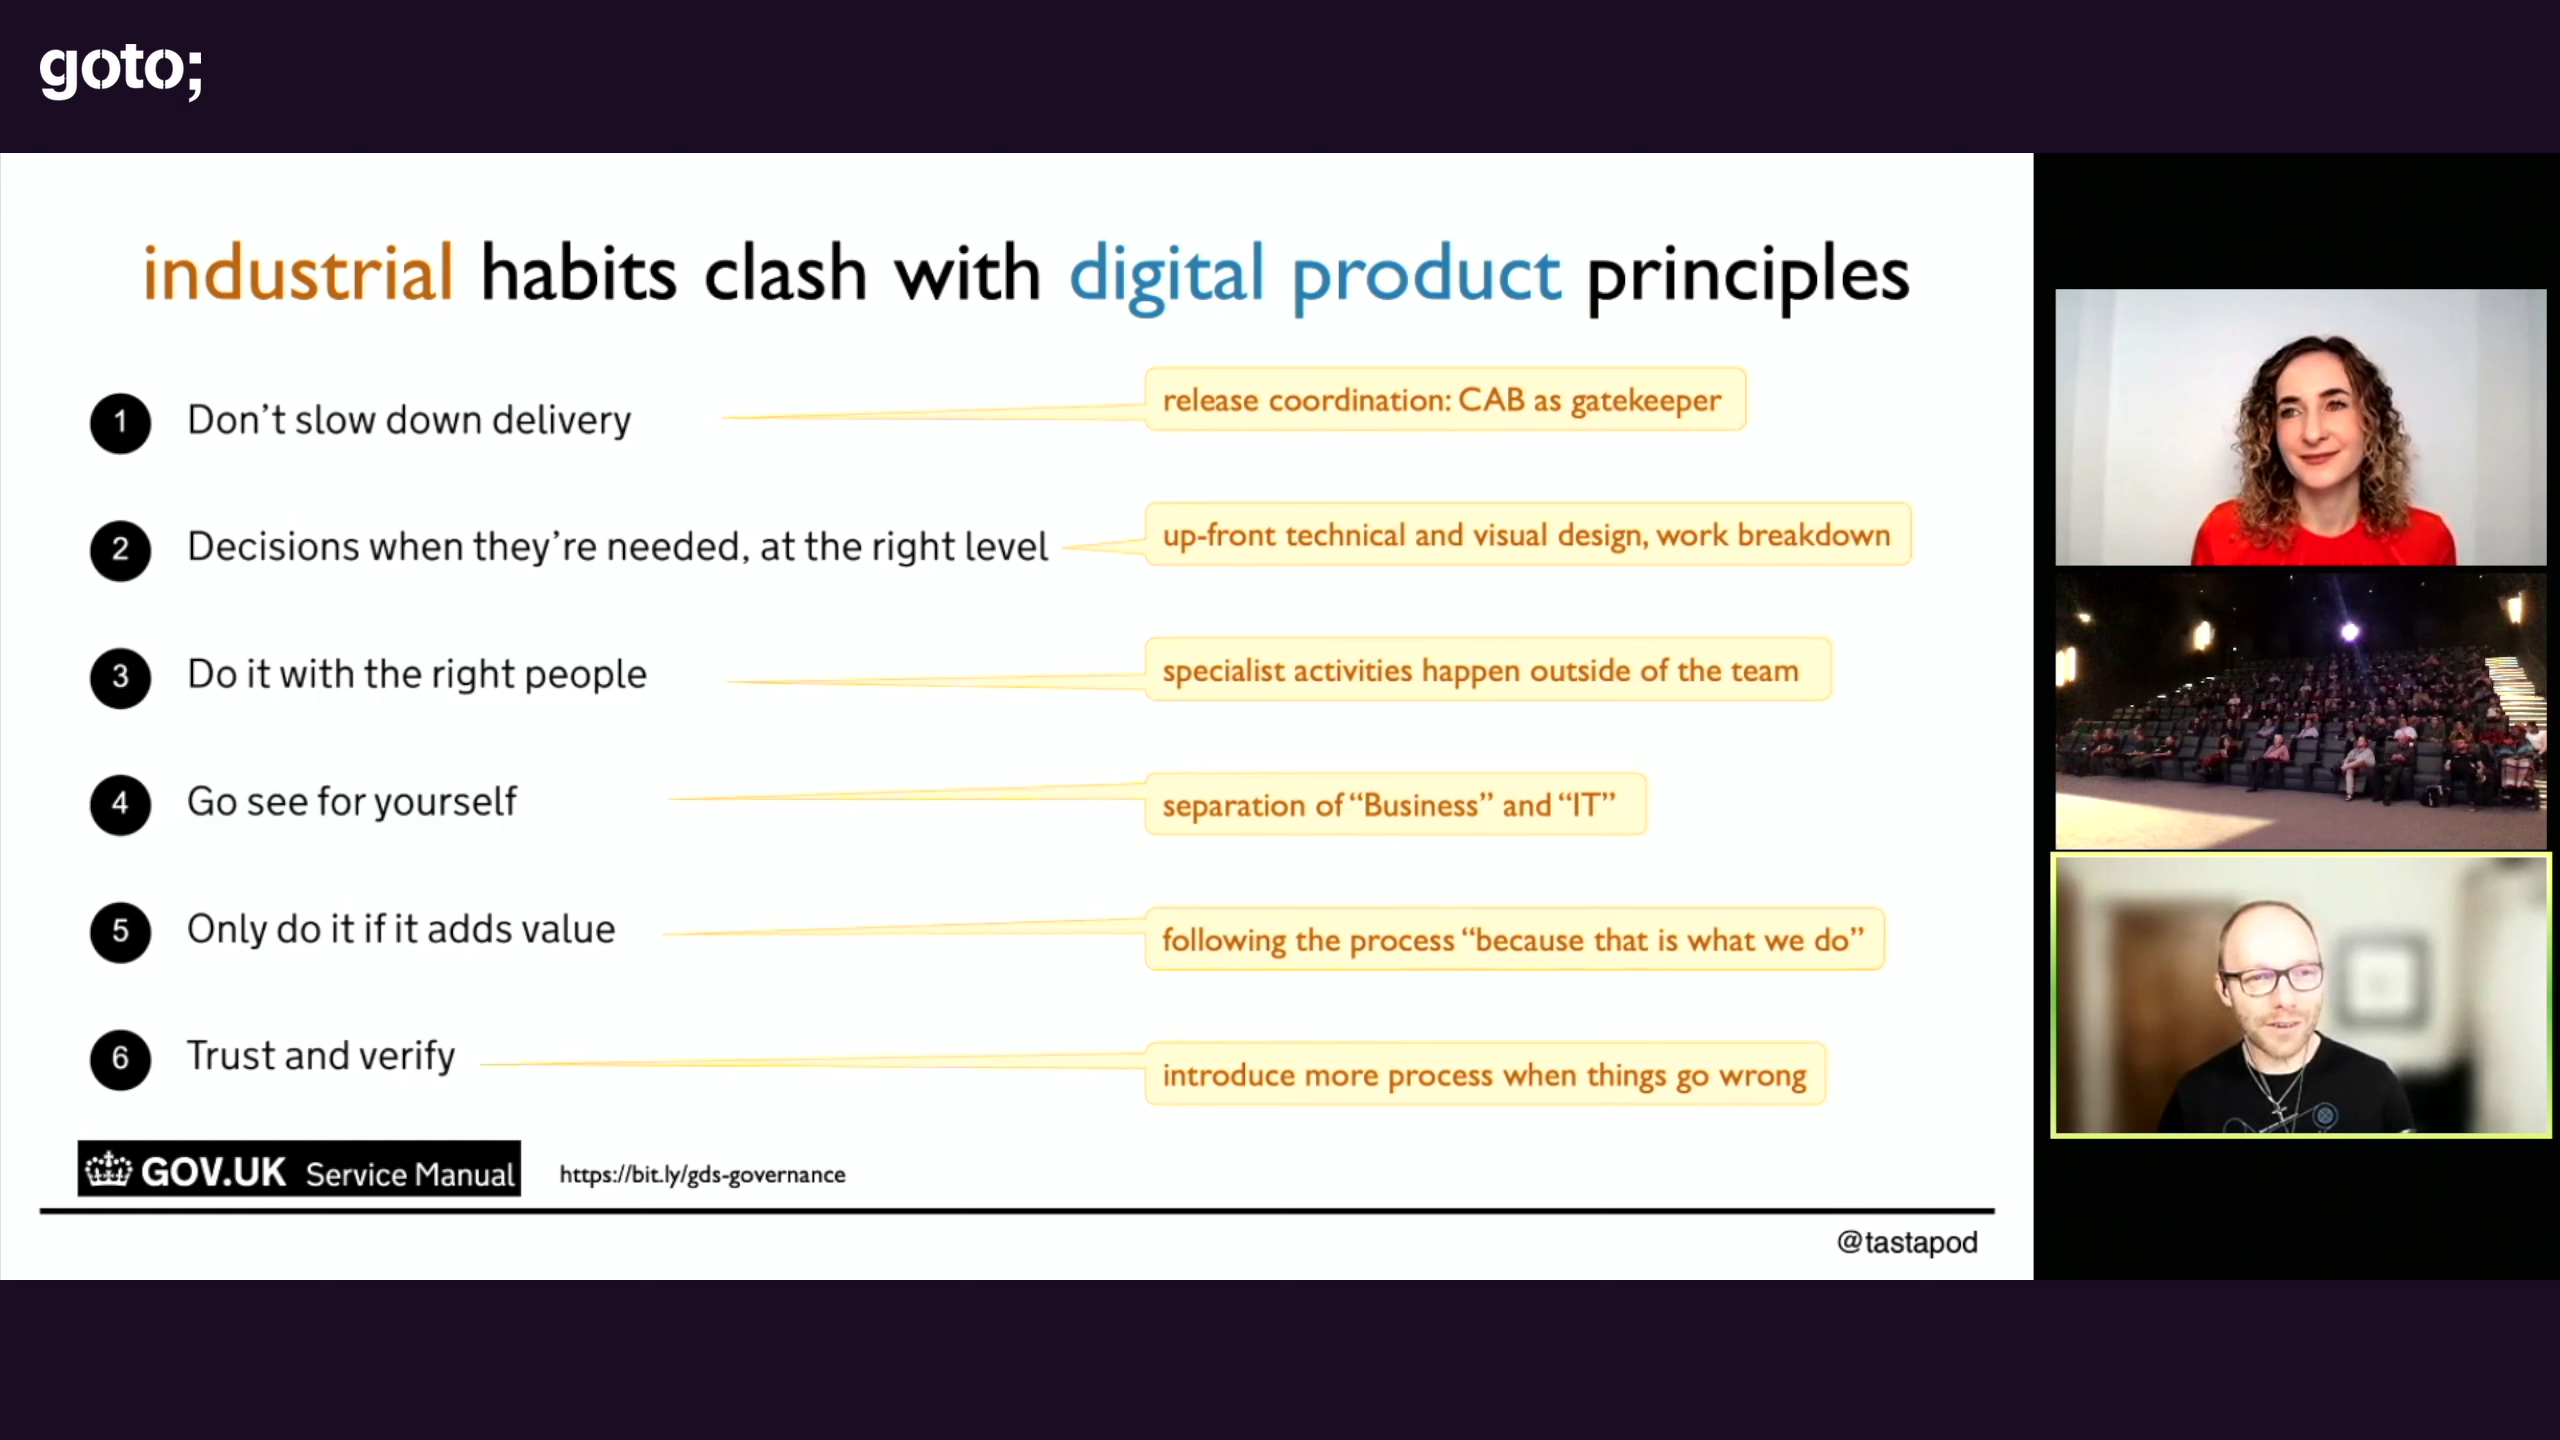 goto;
industrial habits clash with digital product principles
1 Don’t slow down delivery
release coordination: CAB as gatekeeper
2 Decisions when they’re needed, at the right level
up-front technical and visual design, work breakdown
3 Do it with the right people
specialist activities happen outside of the team
4 Go see for yourself
separation of “Business” and “IT”
5 Only do it if it adds value
following the process “because that is what we do”
6 Trust and verify
introduce more process when things go wrong
GOV.UK Service Manual
https://bit.ly/gds-governance
@tastapod